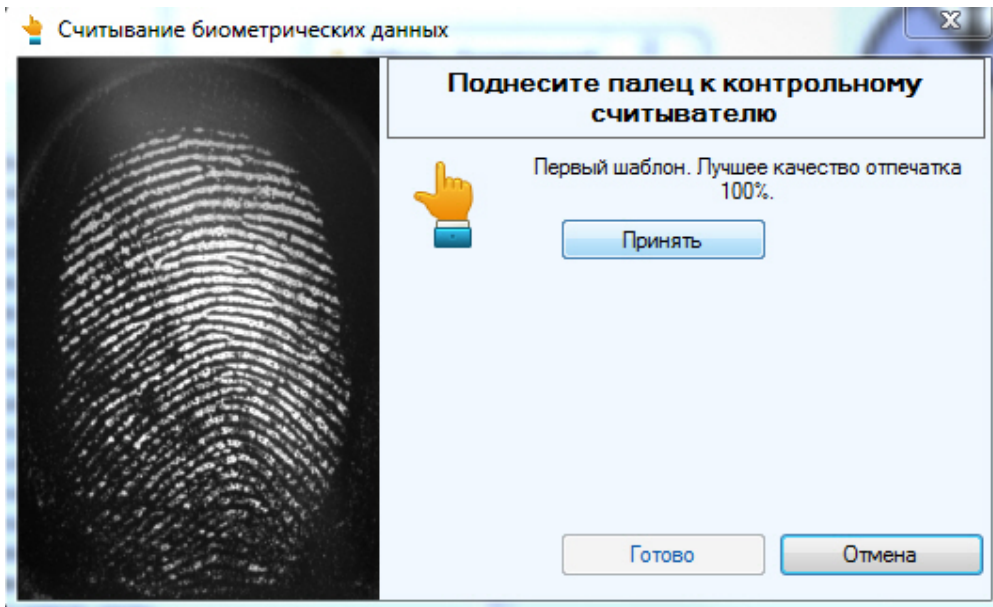 Считывание биометрических данных
Поднесите палец к контрольному
считывателю
Первый шаблон. Лучшее качество отпечатка
100%.
Принять
Готово
Отмена